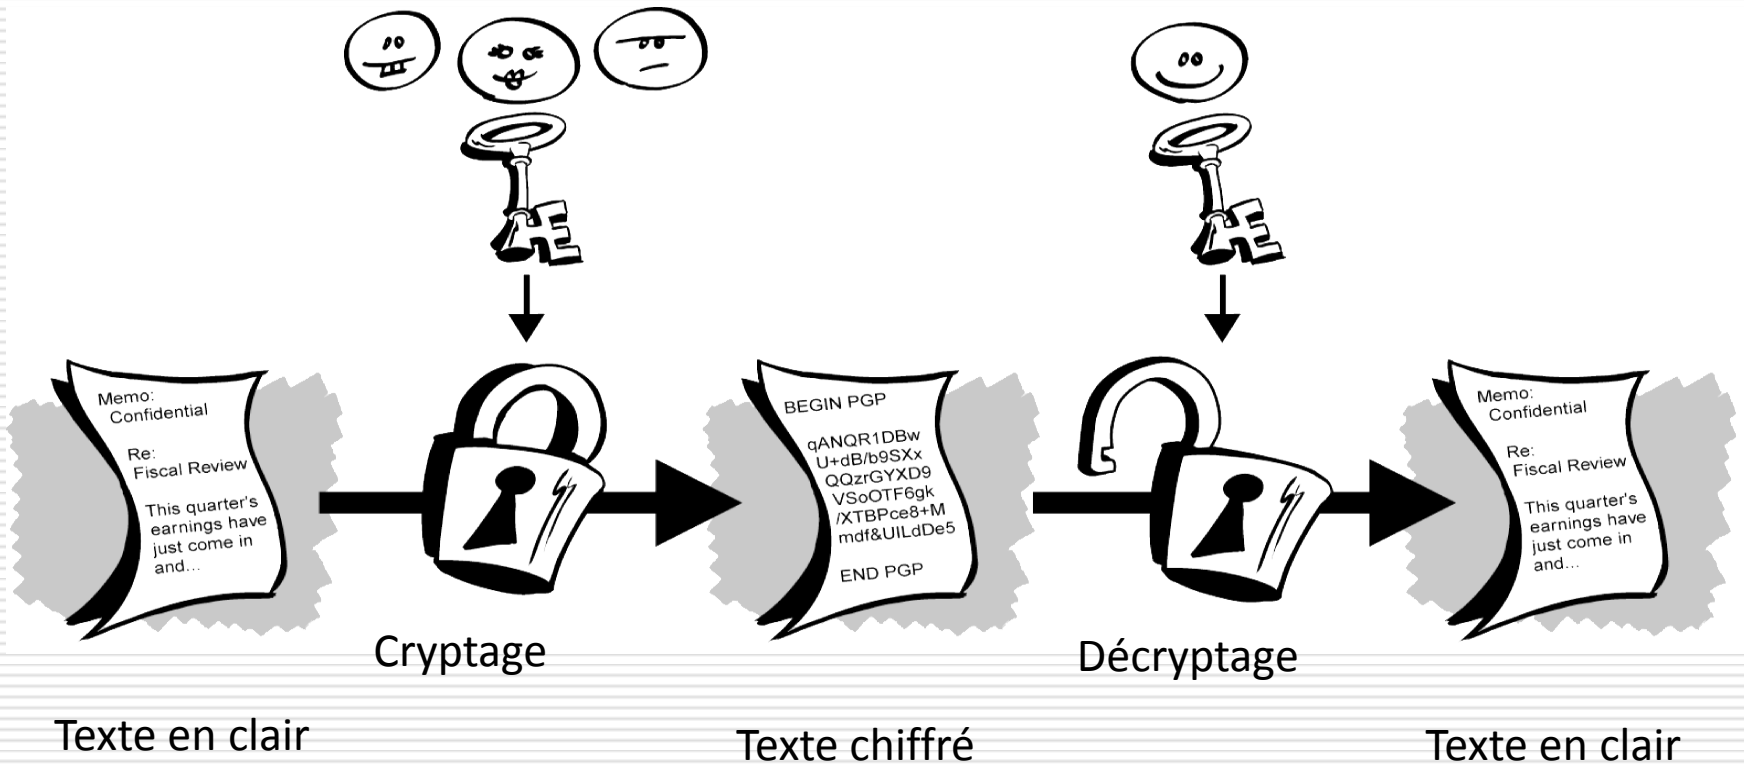 Memo:
Confidential
Re:
Fiscal Review
This quarter's
earnings have
just come in
and...
BEGIN PGP
qANQR1DBw
U+dB/b9SXx
QQzrGYXD9
VSoOTF6gk
/XTBPce8+M
mdf&UILdDe5
END PGP
Memo:
Confidential
Re:
Fiscal Review
This quarter's
earnings have
just come in
and...
Cryptage
Décryptage
Texte en clair
Texte chiffré
Texte en clair